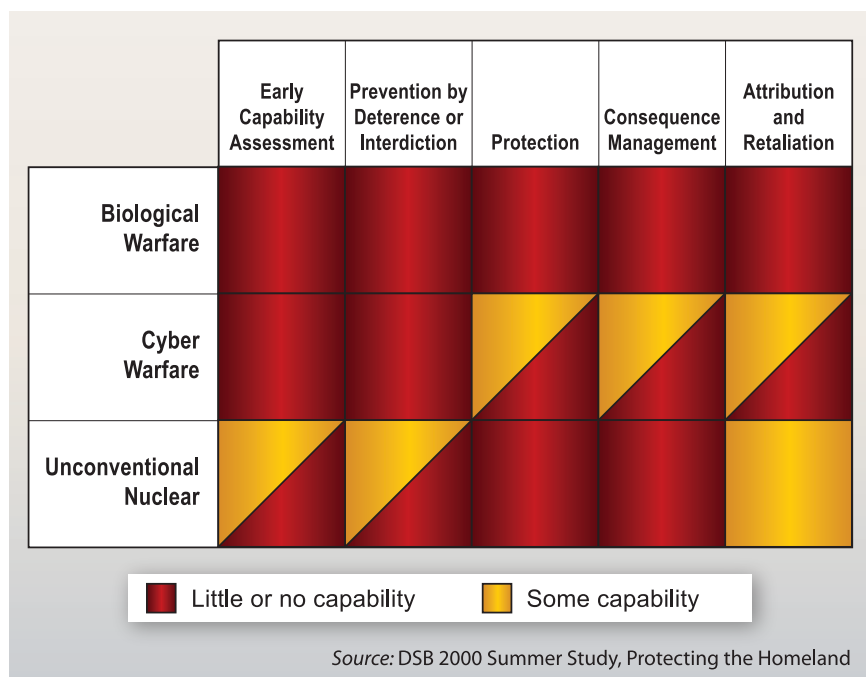 Early
Capability
Assessment
Prevention by
Deterence or
Interdiction
Protection
Consequence
Management
Attribution
and
Retaliation
Biological
Warfare
Cyber
Warfare
Unconventional
Nuclear
Little or no capability
Some capability
Source: DSB 2000 Summer Study, Protecting the Homeland